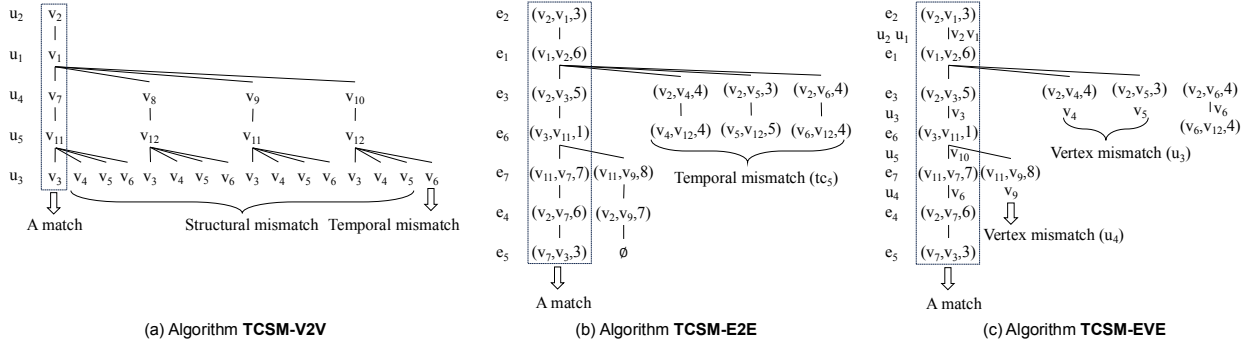 u2 v2
u1 v1
u4 v7 v8 v9 v10
u5 v11 v12 v11 v12
u3 v3 v4 v5 v6 v3 v4 v5 v6 v3 v4 v5 v6 v3 v4 v5 v6
A match Structural mismatch Temporal mismatch
(a) Algorithm TCSM-V2V
e2 (v2,v1,3)
e1 (v1,v2,6)
e3 (v2,v3,5) (v2,v4,4) (v2,v5,3) (v2,v6,4)
e6 (v3,v11,1) (v4,v12,4) (v5,v12,5) (v6,v12,4)
Temporal mismatch (tc5)
e7 (v11,v7,7) (v11,v9,8)
e4 (v2,v7,6) (v2,v9,7)
e5 (v7,v3,3) ∅
A match
(b) Algorithm TCSM-E2E
e2 (v2,v1,3)
u2 u1 v2 v1
e1 (v1,v2,6)
e3 (v2,v3,5) (v2,v4,4) (v2,v5,3) (v2,v6,4)
u3 v3 v4 v5 v6
e6 (v3,v11,1) (v6,v12,4)
u5 v10 Vertex mismatch (u3)
e7 (v11,v7,7) (v11,v9,8)
u4 v6 v9
e4 (v2,v7,6)
Vertex mismatch (u4)
e5 (v7,v3,3)
A match
(c) Algorithm TCSM-EVE